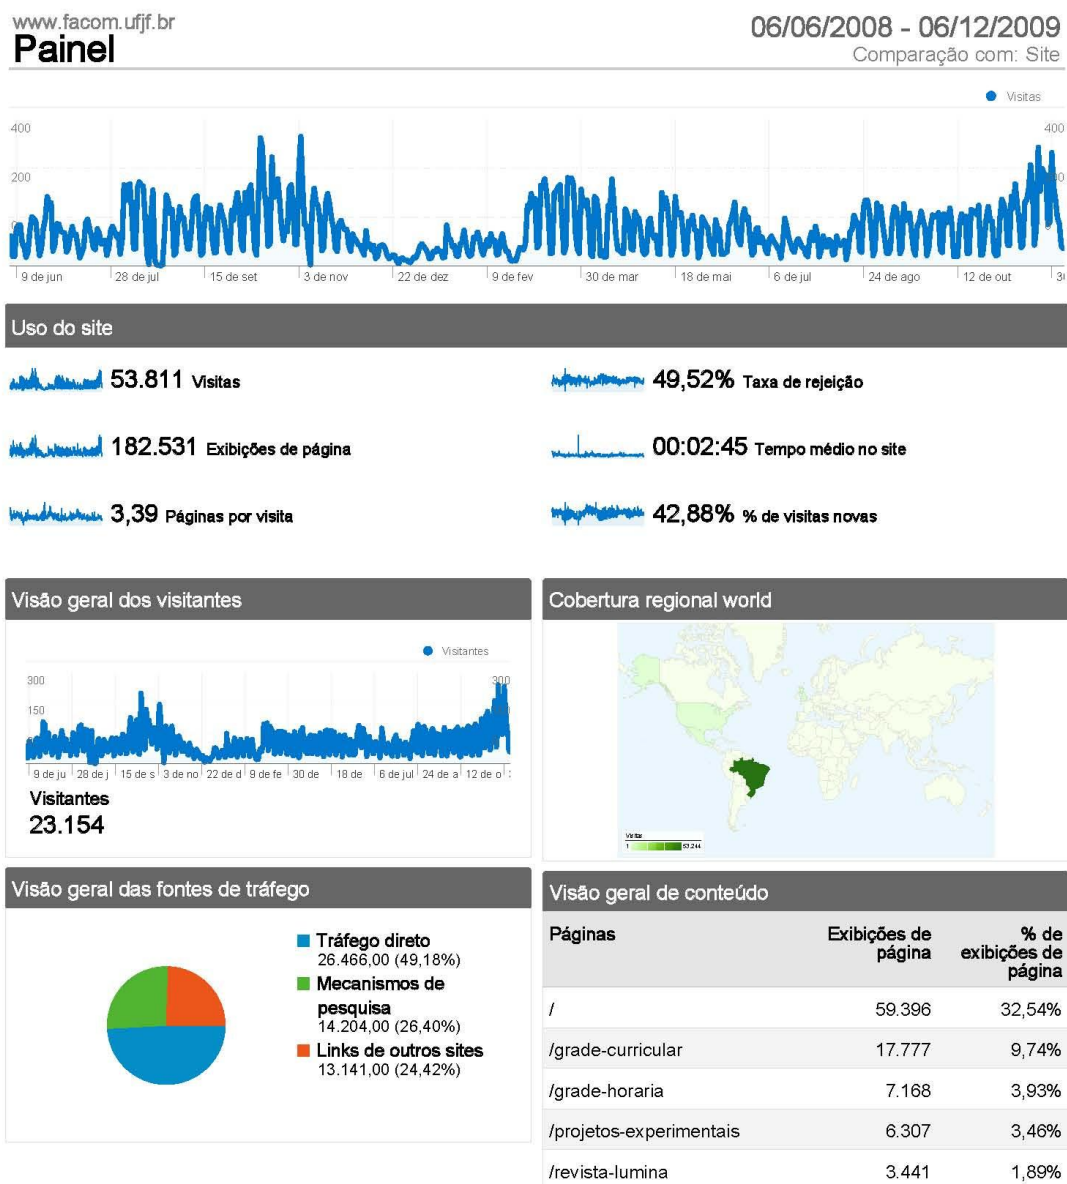 www.facom.ufjf.br
Painel
06/06/2008 - 06/12/2009
Comparação com: Site
Visitas
400 400
200
9 de jun 28 de jul 15 de set 3 de nov 22 de dez 9 de fev 30 de mar 18 de mai 6 de jul 24 de ago 12 de out
Uso do site
53.811 Visitas
182.531 Exibições de página
3,39 Páginas por visita
49,52% Taxa de rejeição
00:02:45 Tempo médio no site
42,88% % de visitas novas
Visão geral dos visitantes
Visitantes
300 300
150
9 de ju 28 de j 15 de s 3 de no 22 de d 9 de fe 30 de 18 de 6 de jul 24 de a 12 de o
Visitantes
23.154
Cobertura regional world
Visitas
1 53.244
Visão geral das fontes de tráfego
Tráfego direto
26.466,00 (49,18%)
Mecanismos de
pesquisa
14.204,00 (26,40%)
Links de outros sites
13.141,00 (24,42%)
Visão geral de conteúdo
Páginas Exibições de página % de exibições de página
/ 59.396 32,54%
/grade-curricular 17.777 9,74%
/grade-horaria 7.168 3,93%
/projetos-experimentais 6.307 3,46%
/revista-lumina 3.441 1,89%